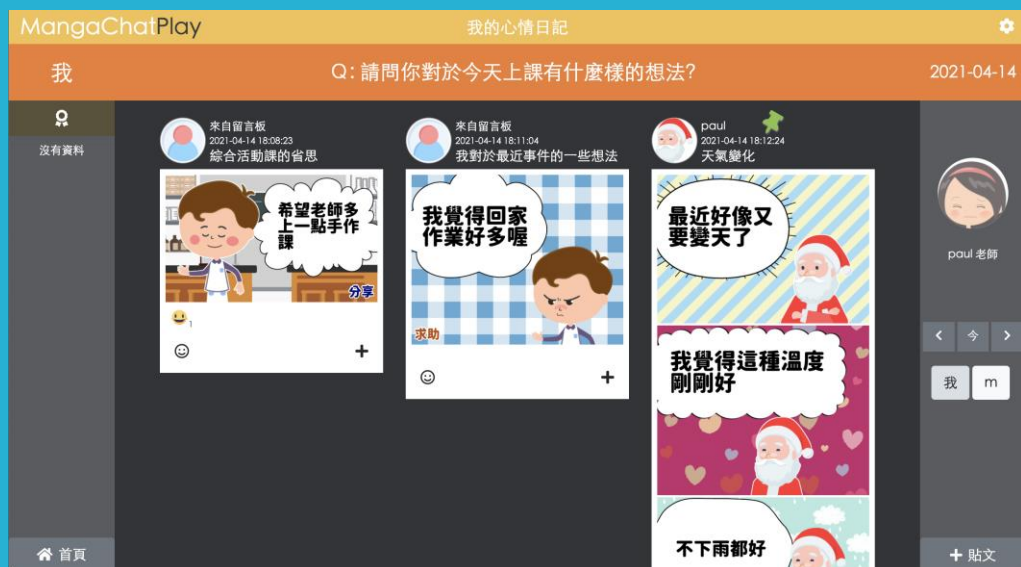 MangaChatPlay
我的心情日記
我
Q: 請問你對於今天上課有什麼樣的想法?
2021-04-14
沒有資料
來自留言板
2021-04-14 18:08:23
綜合活動課的省思
希望老師多
上一點手作
課
分享
1
來自留言板
2021-04-14 18:11:04
我對於最近事件的一些想法
我覺得回家
作業好多喔
求助
paul
2021-04-14 18:12:24
天氣變化
最近好像又
要變天了
我覺得這種溫度
剛剛好
不下雨都好
paul 老師
今
我
m
首頁
+ 貼文